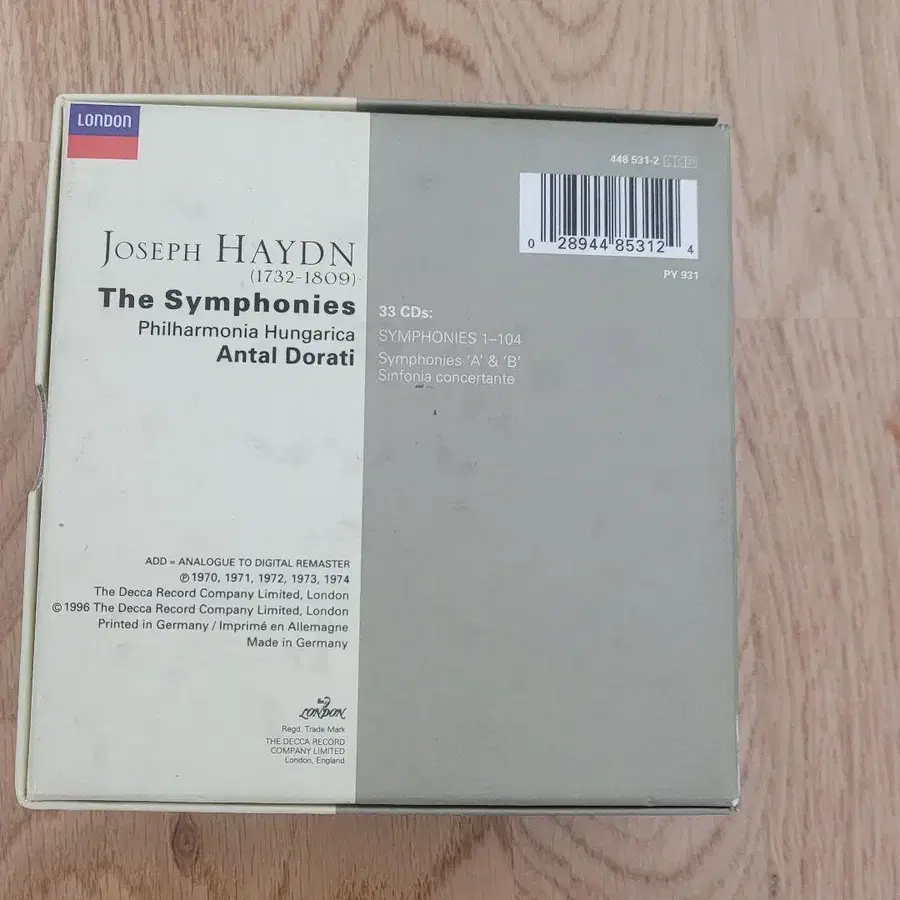 LONDON
JOSEPH HAYDN
(1732-1809)
The Symphonies
Philharmonia Hungarica
Antal Dorati
448 531-2
0 28944 85312 4
PY 931
33 CDs:
SYMPHONIES 1–104
Symphonies 'A' & 'B'
Sinfonia concertante
ADD = ANALOGUE TO DIGITAL REMASTER
℗ 1970, 1971, 1972, 1973, 1974
The Decca Record Company Limited, London
© 1996 The Decca Record Company Limited, London
Printed in Germany / Imprimé en Allemagne
Made in Germany
LONDON
Regd. Trade Mark
THE DECCA RECORD
COMPANY LIMITED
London, England